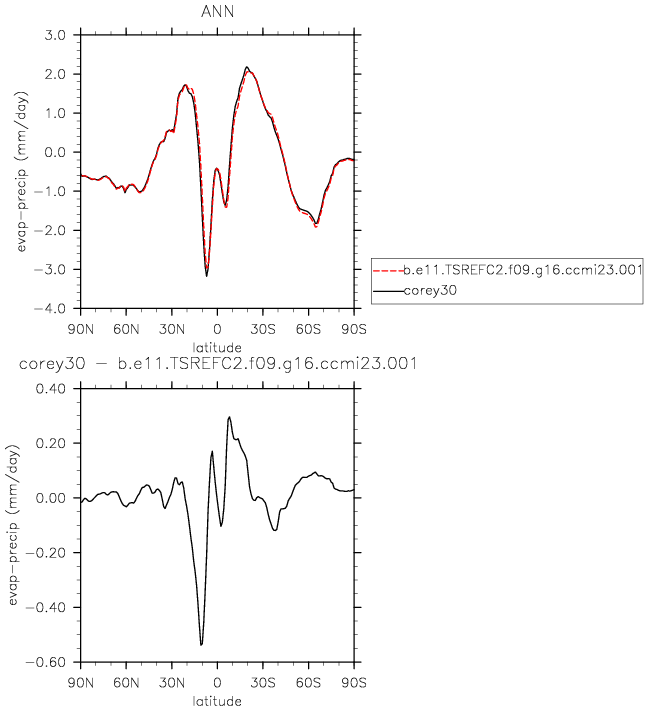 ANN
3.0
2.0
1.0
0.0
−1.0
−2.0
−3.0
−4.0
evap−precip (mm/day)
90N 60N 30N 0 30S 60S 90S
latitude
b.e11.TSREFC2.f09.g16.ccmi23.001
corey30
corey30 − b.e11.TSREFC2.f09.g16.ccmi23.001
0.40
0.20
0.00
−0.20
−0.40
−0.60
evap−precip (mm/day)
90N 60N 30N 0 30S 60S 90S
latitude